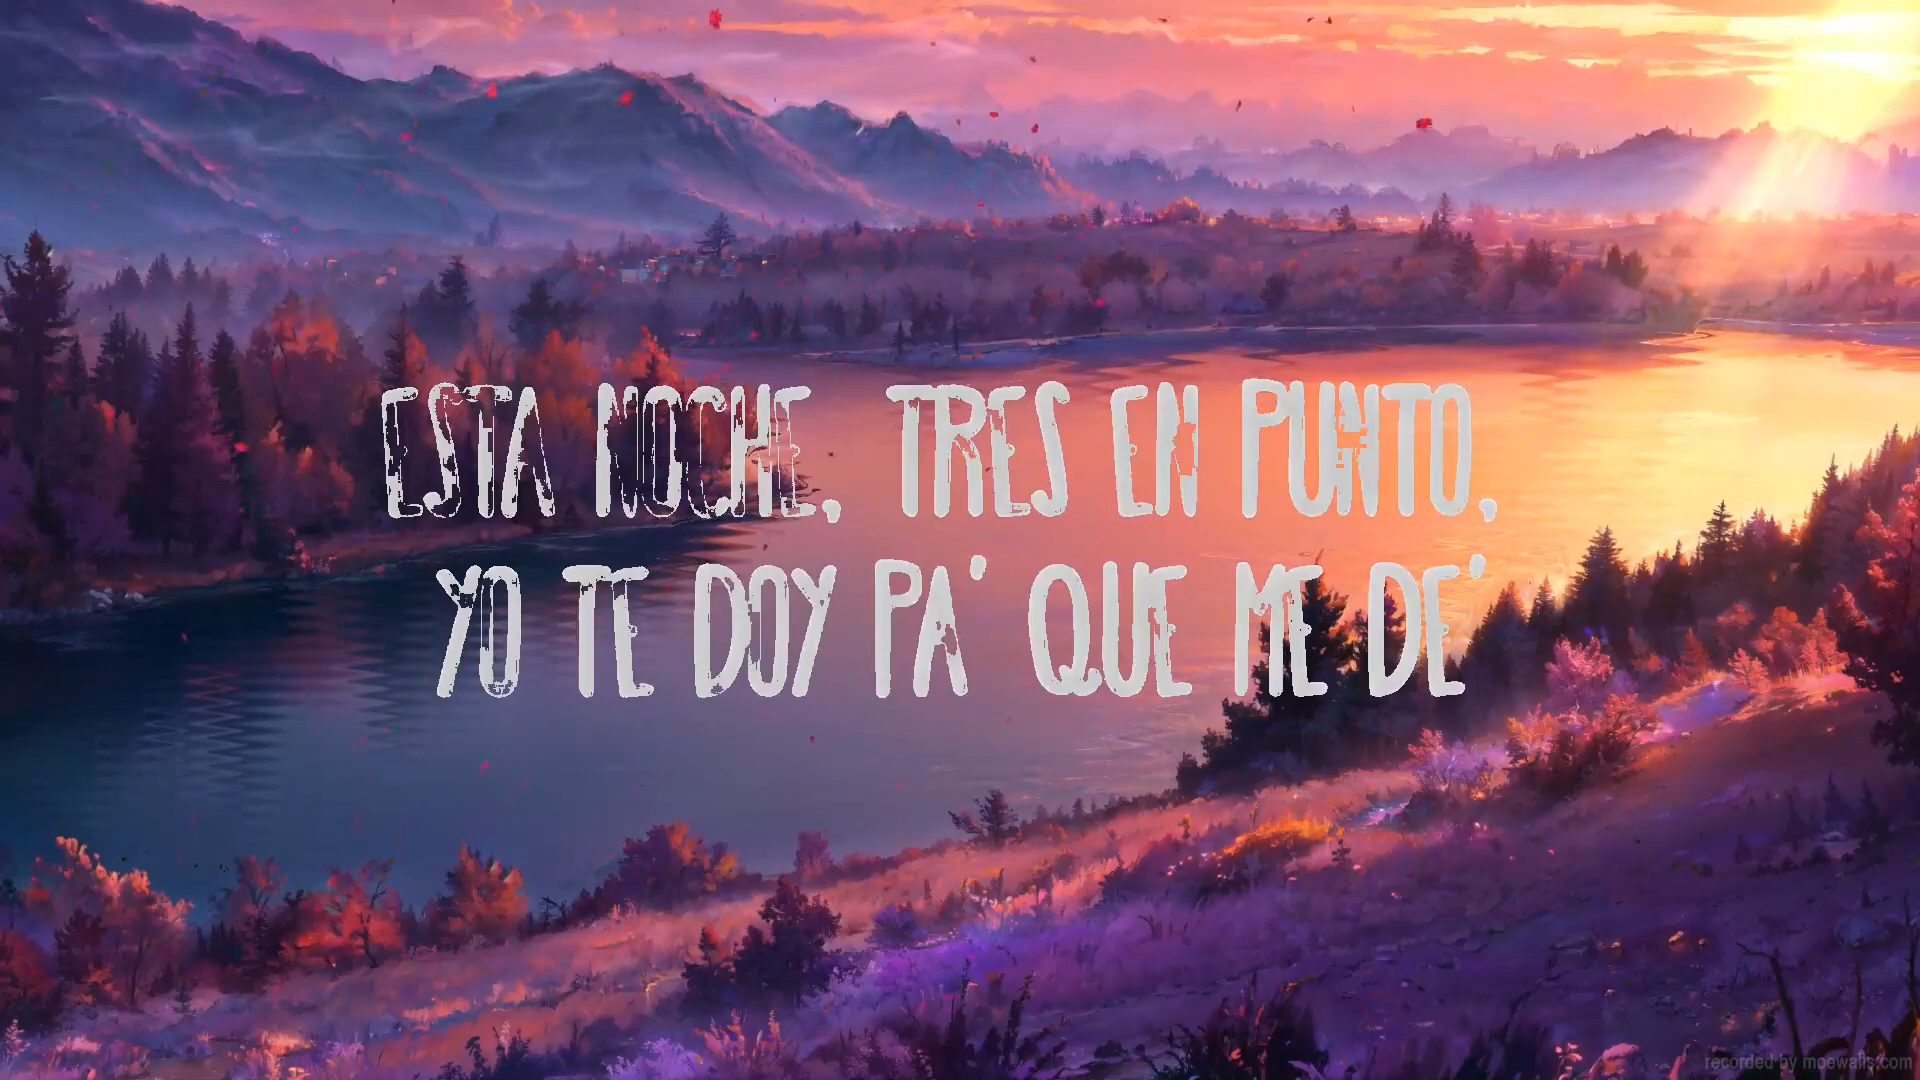 ESTA NOCHE, TRES EN PUNTO,
YO TE DOY PA' QUE ME DE'
recorded by moewalls.com